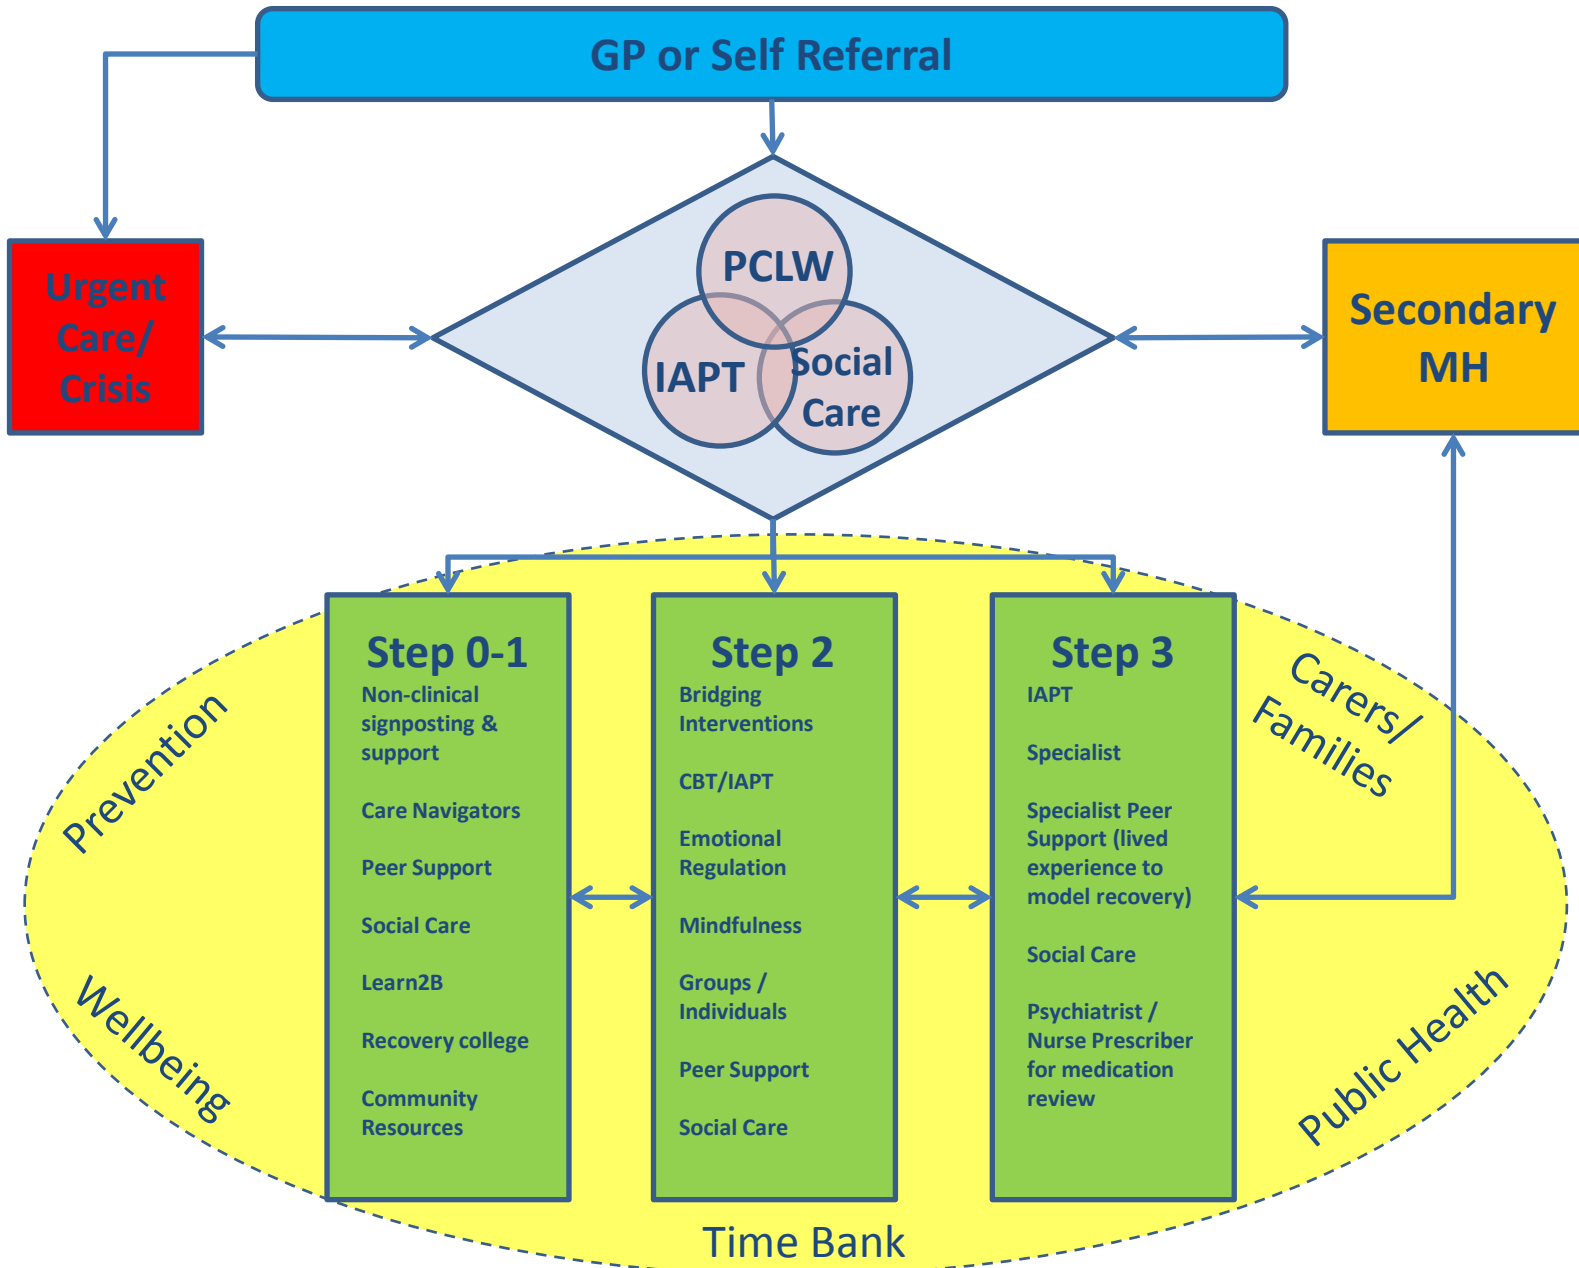 GP or Self Referral
Urgent
Care/
Crisis
PCLW
IAPT
Social
Care
Secondary
MH
Prevention
Wellbeing
Step 0-1
Non-clinical
signposting &
support
Care Navigators
Peer Support
Social Care
Learn2B
Recovery college
Community
Resources
Step 2
Bridging
Interventions
CBT/IAPT
Emotional
Regulation
Mindfulness
Groups /
Individuals
Peer Support
Social Care
Step 3
IAPT
Specialist
Specialist Peer
Support (lived
experience to
model recovery)
Social Care
Psychiatrist /
Nurse Prescriber
for medication
review
Carers/
Families
Public Health
Time Bank